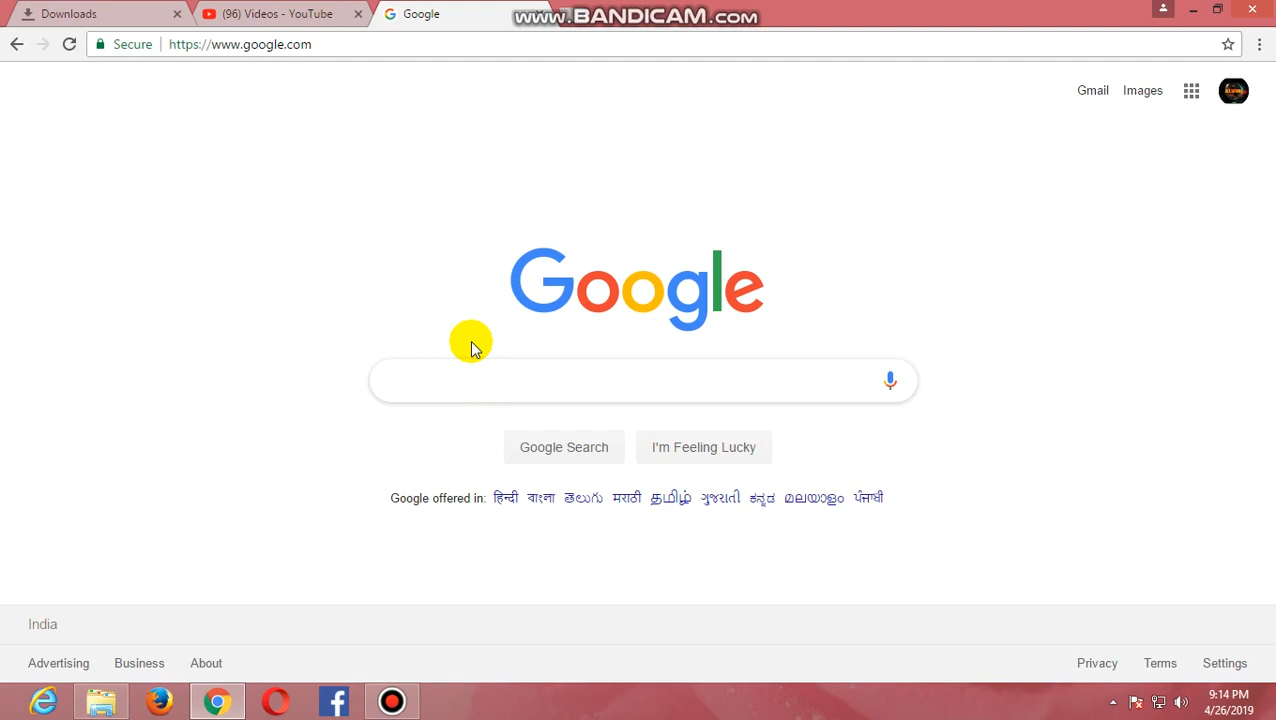 Downloads
(96) Videos - YouTube
Google
www.BANDICAM.com
Secure
https://www.google.com
Gmail
Images
Google
Google Search
I'm Feeling Lucky
Google offered in: हिन्दी বাংলা తెలుగు मराठी தமிழ் ગુજરાતી ಕನ್ನಡ മലയാളം ਪੰਜਾਬੀ
India
Advertising
Business
About
Privacy
Terms
Settings
9:14 PM
4/26/2019